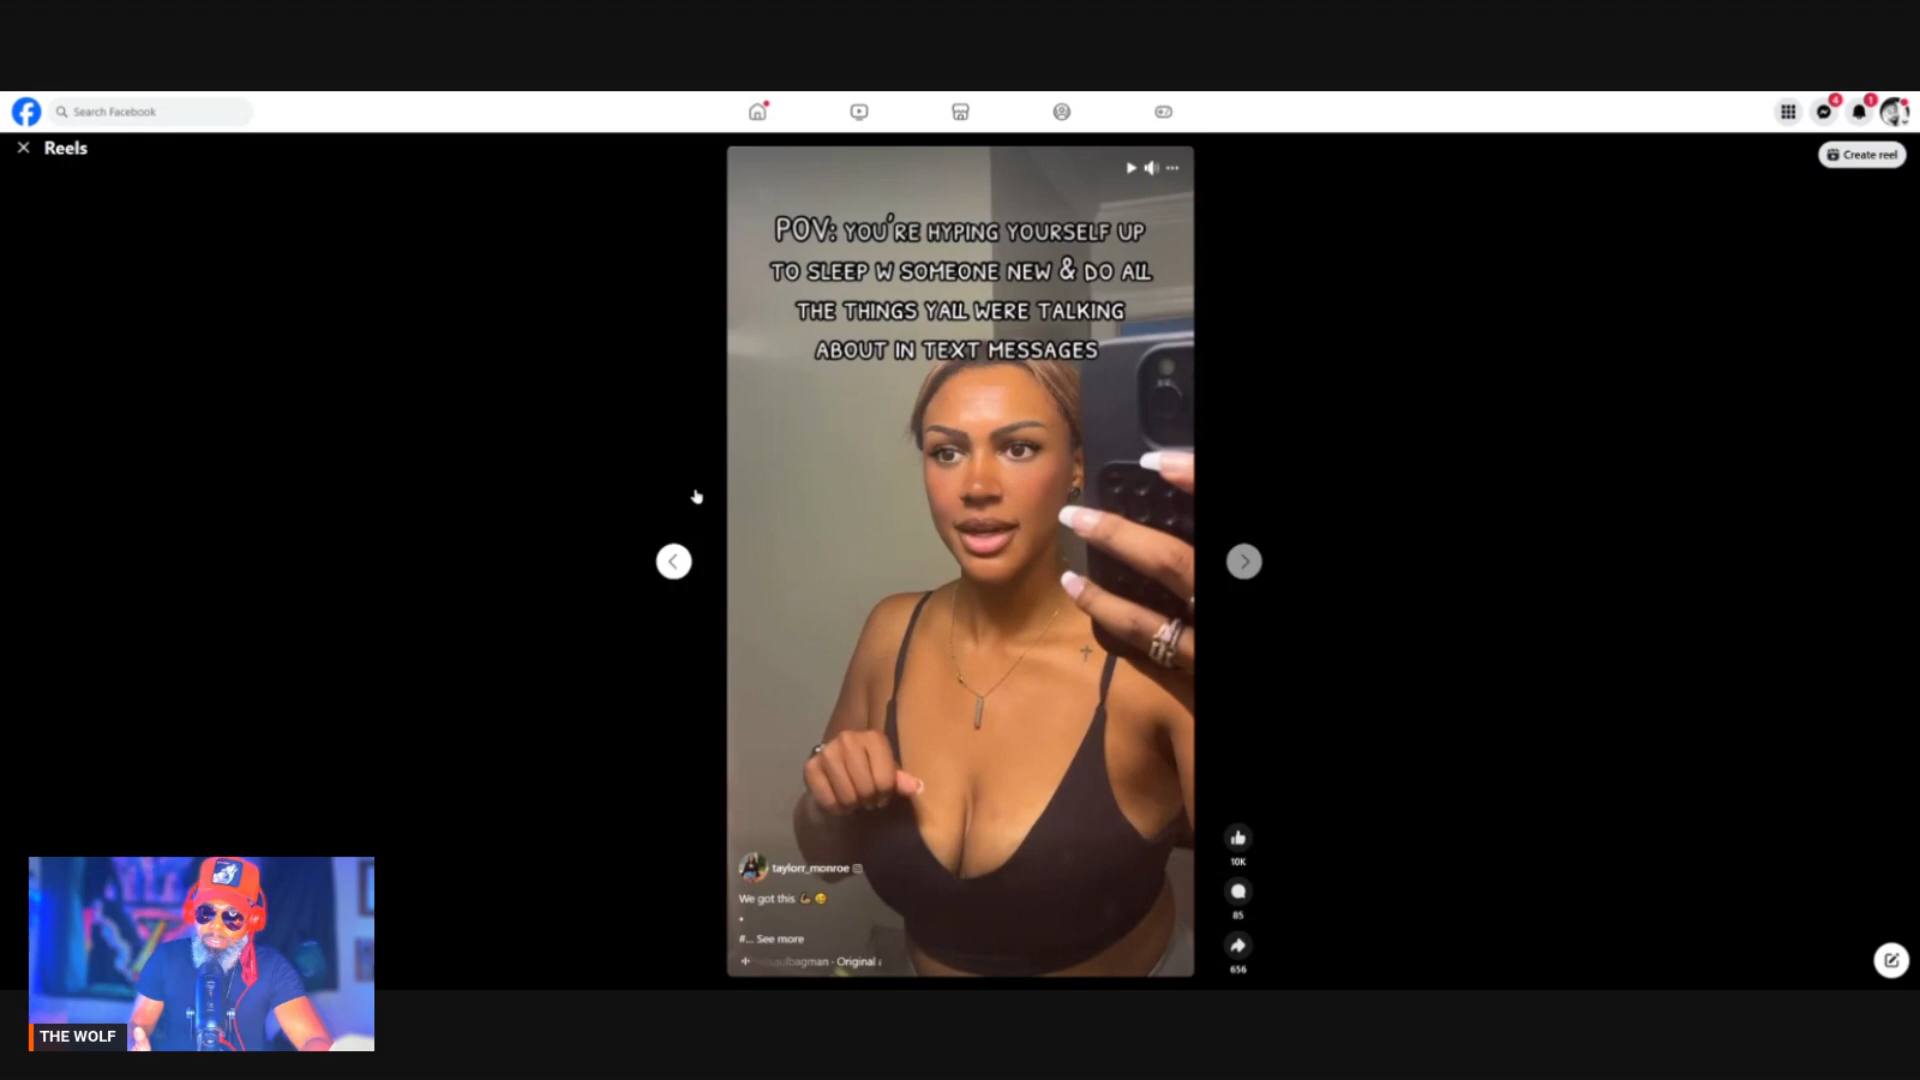 Search Facebook
4
1
Reels
Create reel
POV: YOU'RE HYPING YOURSELF UP
TO SLEEP W SOMEONE NEW & DO ALL
THE THINGS YALL WERE TALKING
ABOUT IN TEXT MESSAGES
10K
85
656
taylorr_monroe
We got this
#... See more
Original
THE WOLF